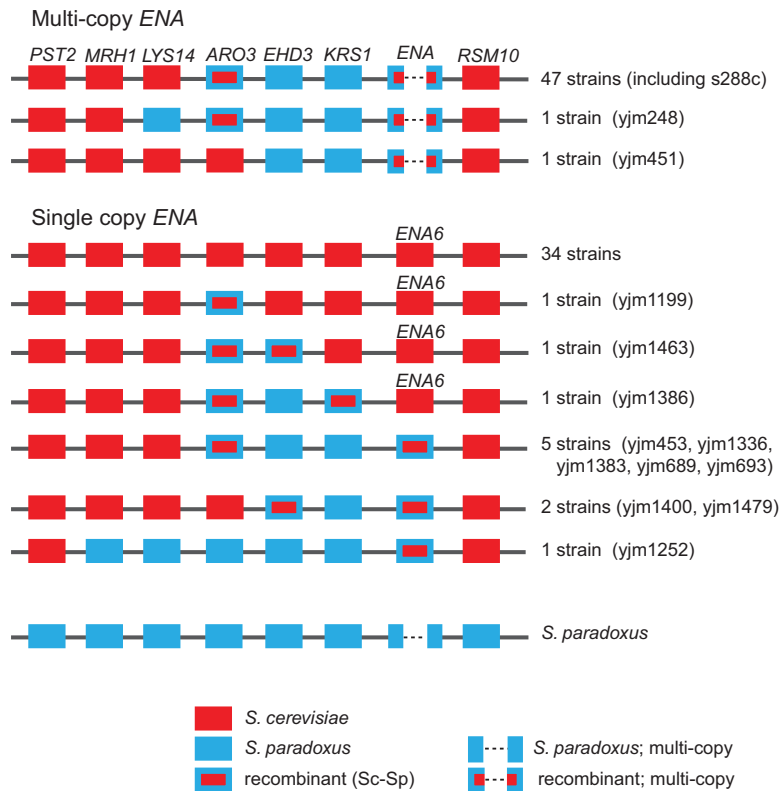 Multi-copy ENA
PST2 MRH1 LYS14 ARO3 EHD3 KRS1 ENA RSM10
47 strains (including s288c)
1 strain (yjm248)
1 strain (yjm451)
Single copy ENA
ENA6
34 strains
ENA6
1 strain (yjm1199)
ENA6
1 strain (yjm1463)
ENA6
1 strain (yjm1386)
5 strains (yjm453, yjm1336,
yjm1383, yjm689, yjm693)
2 strains (yjm1400, yjm1479)
1 strain (yjm1252)
S. paradoxus
S. cerevisiae
S. paradoxus
S. paradoxus; multi-copy
recombinant (Sc-Sp)
recombinant; multi-copy